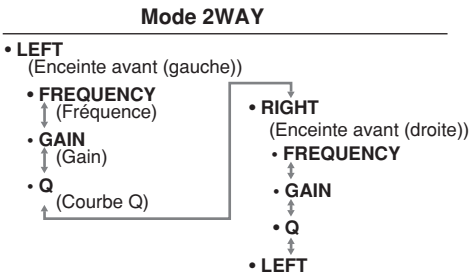 Mode 2WAY
• LEFT
(Enceinte avant (gauche))
• FREQUENCY
(Fréquence)
• GAIN
(Gain)
• Q
(Courbe Q)
• RIGHT
(Enceinte avant (droite))
• FREQUENCY
• GAIN
• Q
• LEFT